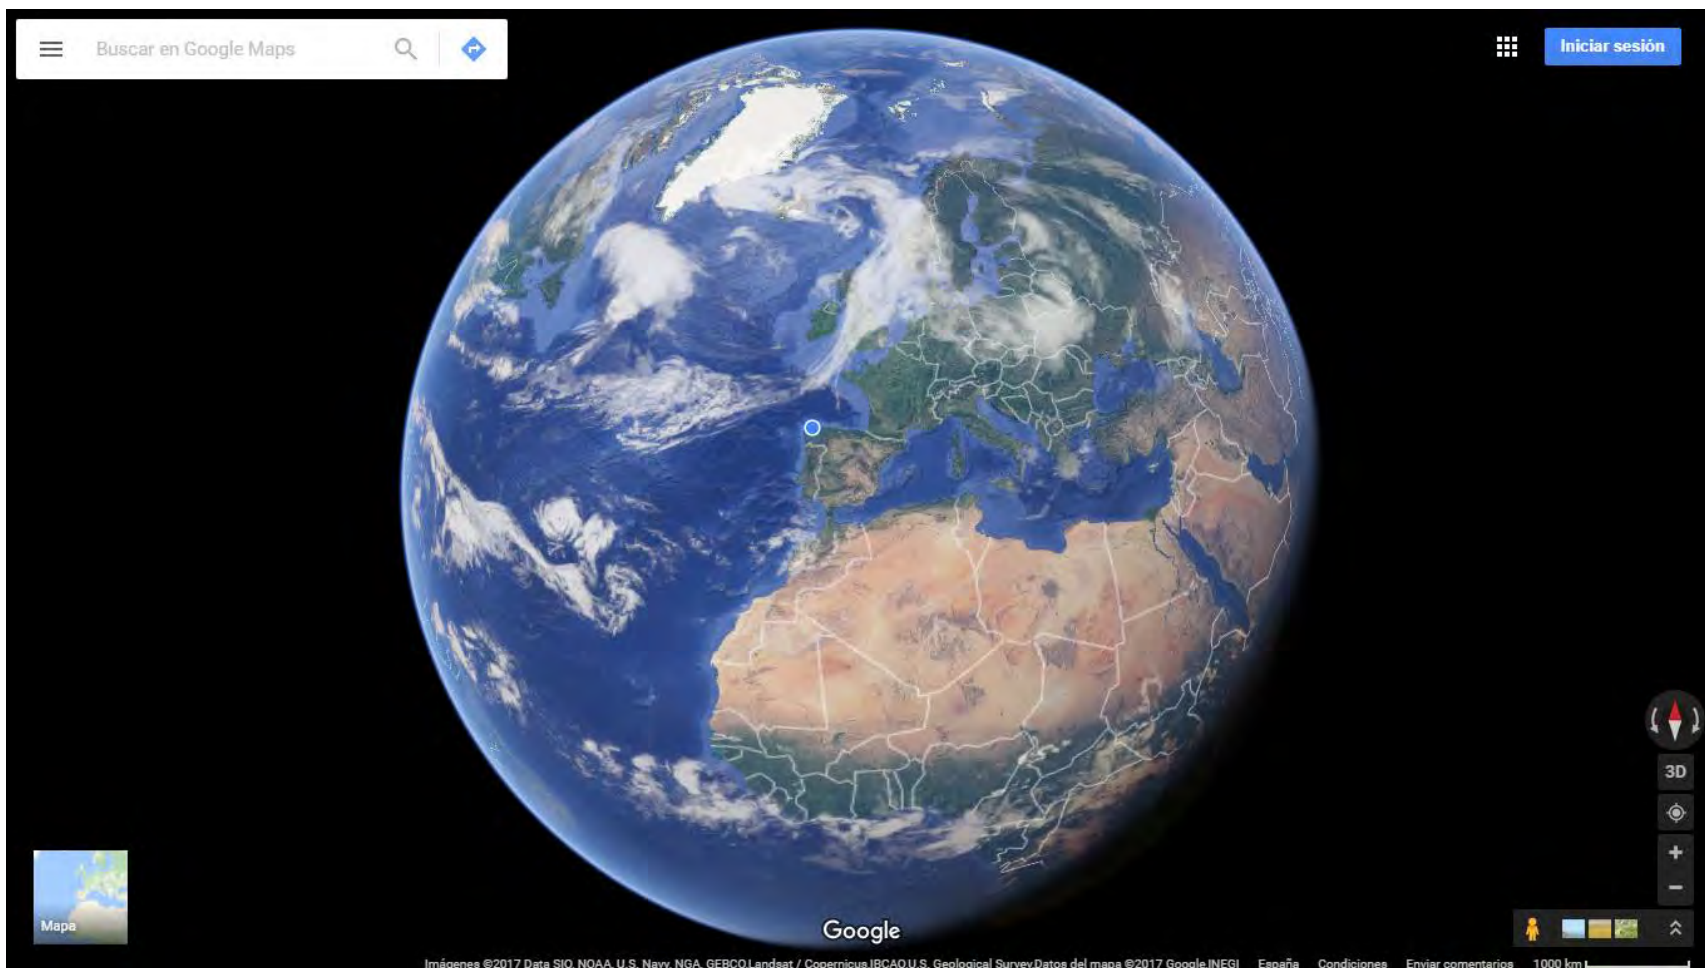 Buscar en Google Maps
Iniciar sesión
3D
Mapa
Google
Imágenes ©2017 Data SIO, NOAA, U.S. Navy, NGA, GEBCO,Landsat / Copernicus,IBCAO,U.S. Geological Survey,Datos del mapa ©2017 Google,INEGI España Condiciones Enviar comentarios 1000 km